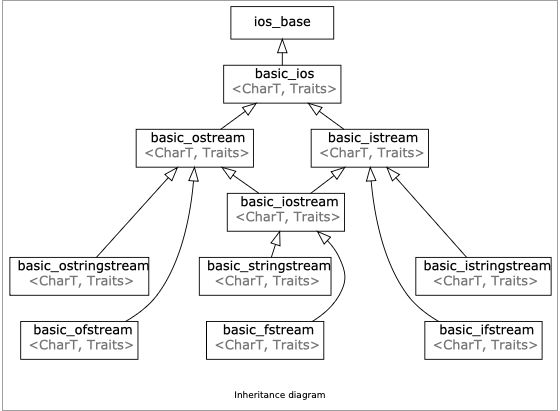 ios_base
basic_ios
<CharT, Traits>
basic_ostream
<CharT, Traits>
basic_istream
<CharT, Traits>
basic_iostream
<CharT, Traits>
basic_ostringstream
<CharT, Traits>
basic_stringstream
<CharT, Traits>
basic_istringstream
<CharT, Traits>
basic_ofstream
<CharT, Traits>
basic_fstream
<CharT, Traits>
basic_ifstream
<CharT, Traits>
Inheritance diagram